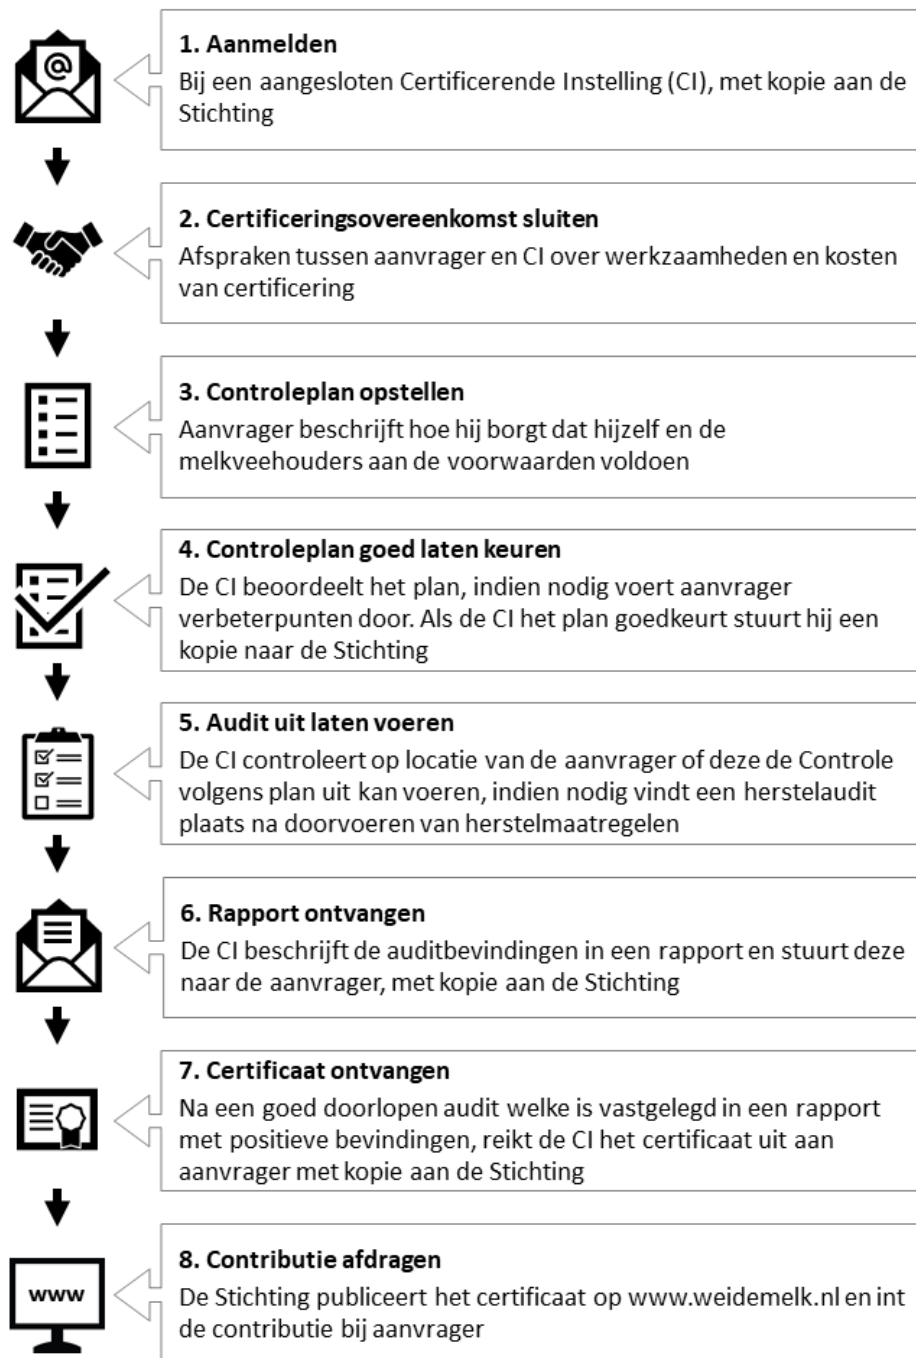 @
1. Aanmelden
Bij een aangesloten Certificerende Instelling (CI), met kopie aan de
Stichting
2. Certificeringsovereenkomst sluiten
Afspraken tussen aanvrager en CI over werkzaamheden en kosten
van certificering
3. Controleplan opstellen
Aanvrager beschrijft hoe hij borgt dat hijzelf en de
melkveehouders aan de voorwaarden voldoen
4. Controleplan goed laten keuren
De CI beoordeelt het plan, indien nodig voert aanvrager
verbeterpunten door. Als de CI het plan goedkeurt stuurt hij een
kopie naar de Stichting
5. Audit uit laten voeren
De CI controleert op locatie van de aanvrager of deze de Controle
volgens plan uit kan voeren, indien nodig vindt een herstelaudit
plaats na doorvoeren van herstelmaatregelen
6. Rapport ontvangen
De CI beschrijft de auditbevindingen in een rapport en stuurt deze
naar de aanvrager, met kopie aan de Stichting
7. Certificaat ontvangen
Na een goed doorlopen audit welke is vastgelegd in een rapport
met positieve bevindingen, reikt de CI het certificaat uit aan
aanvrager met kopie aan de Stichting
www
8. Contributie afdragen
De Stichting publiceert het certificaat op www.weidemelk.nl en int
de contributie bij aanvrager